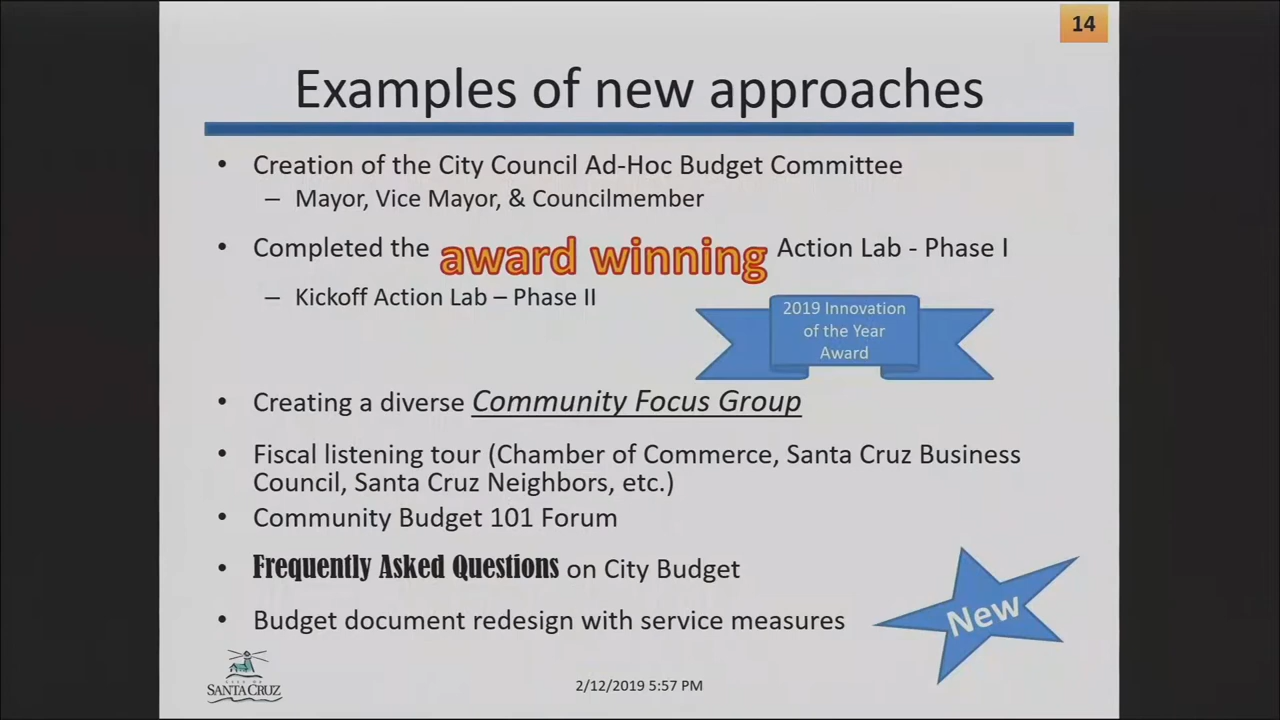 14
Examples of new approaches
• Creation of the City Council Ad-Hoc Budget Committee
– Mayor, Vice Mayor, & Councilmember
• Completed the award winning Action Lab - Phase I
– Kickoff Action Lab – Phase II
2019 Innovation
of the Year
Award
• Creating a diverse Community Focus Group
• Fiscal listening tour (Chamber of Commerce, Santa Cruz Business
Council, Santa Cruz Neighbors, etc.)
• Community Budget 101 Forum
• Frequently Asked Questions on City Budget
• Budget document redesign with service measures
New
CITY OF
SANTA CRUZ
2/12/2019 5:57 PM